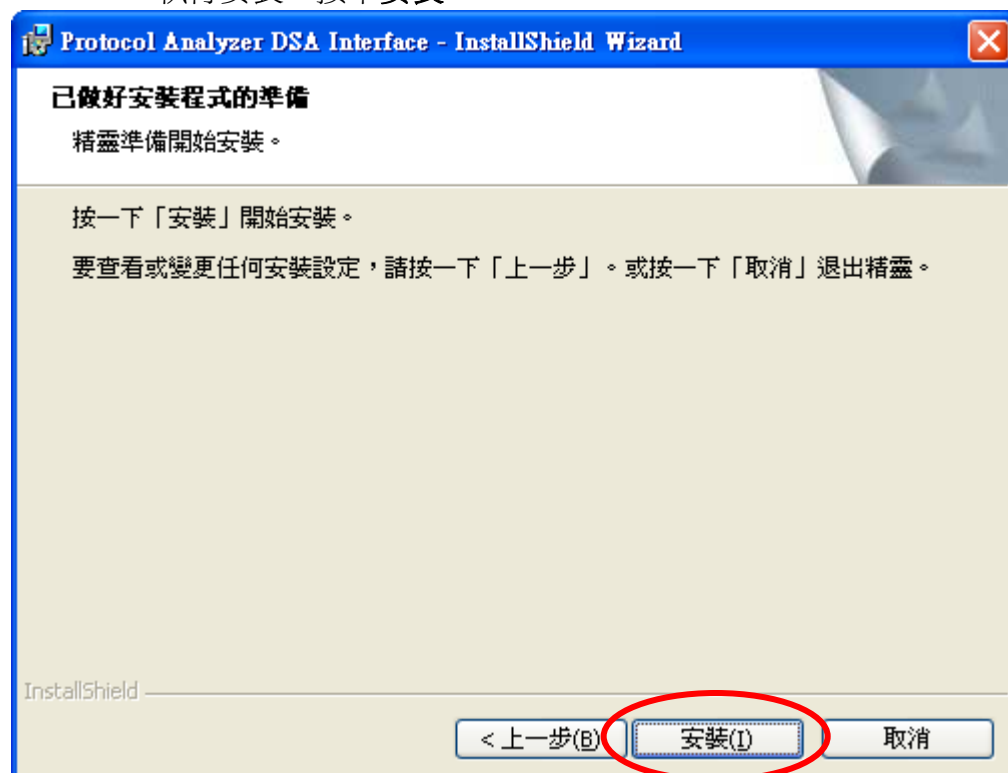 Protocol Analyzer DSA Interface - InstallShield Wizard
已做好安裝程式的準備
精靈準備開始安裝。
按一下「安裝」開始安裝。
要查看或變更任何安裝設定，請按一下「上一步」。或按一下「取消」退出精靈。
InstallShield
< 上一步(B)
安裝(I)
取消